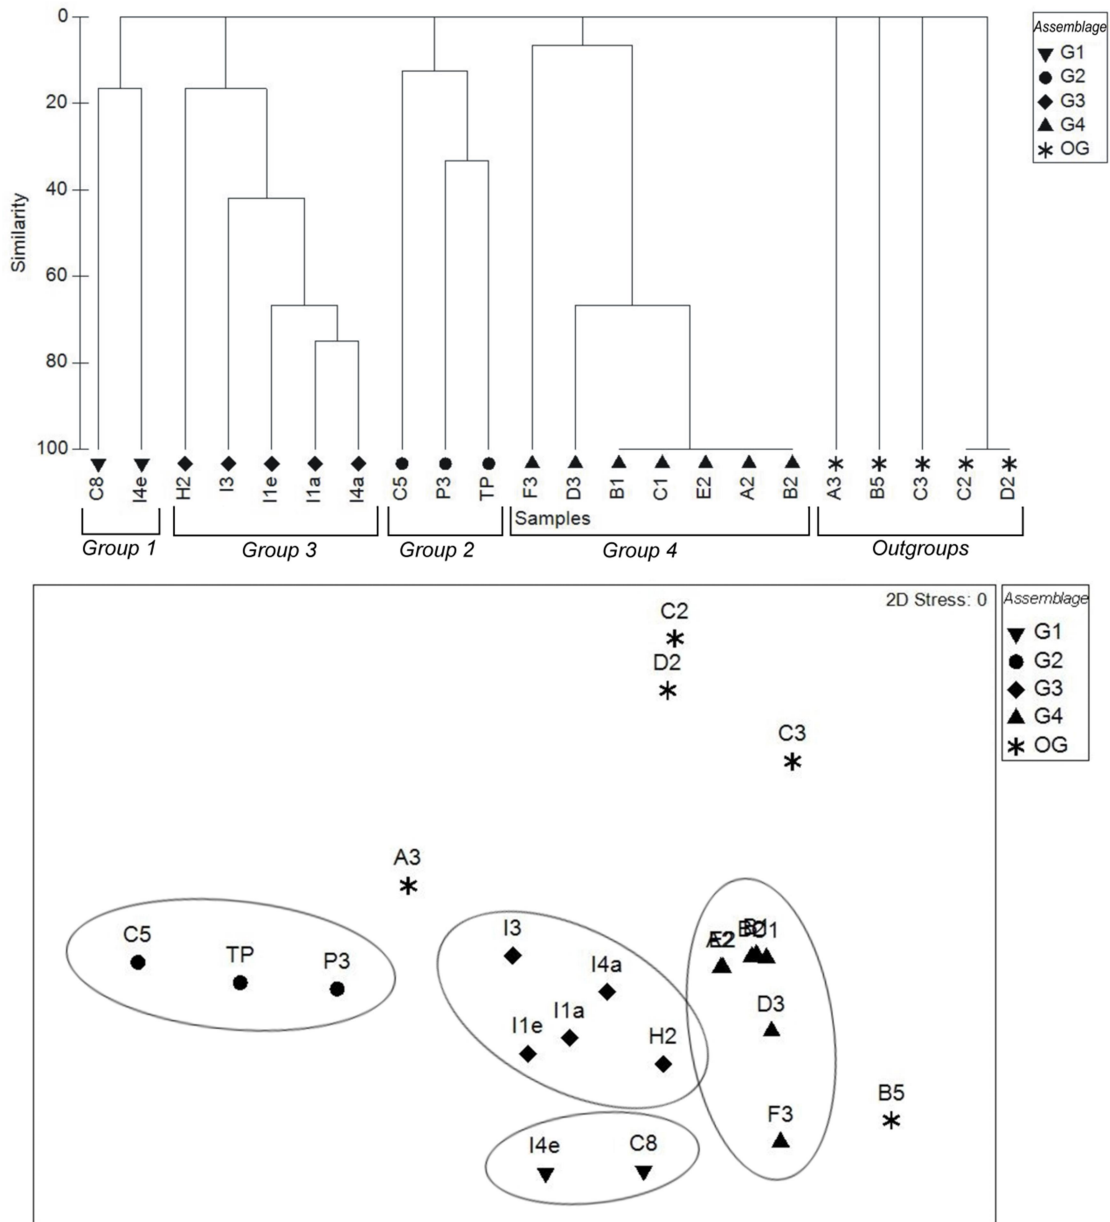 0
20
40
60
80
100
Similarity
Assemblage
G1
G2
G3
G4
OG
C8 I4e H2 I3 I1e I1a I4a C5 P3 TP F3 D3 B1 C1 E2 A2 B2 A3 B5 C3 C2 D2
Samples
Group 1 Group 3 Group 2 Group 4 Outgroups
2D Stress: 0
Assemblage
G1
G2
G3
G4
OG
C2
D2
C3
A3
C5
TP
P3
I3
I4a
I1a
I1e
H2
D3
B5
F3
I4e
C8